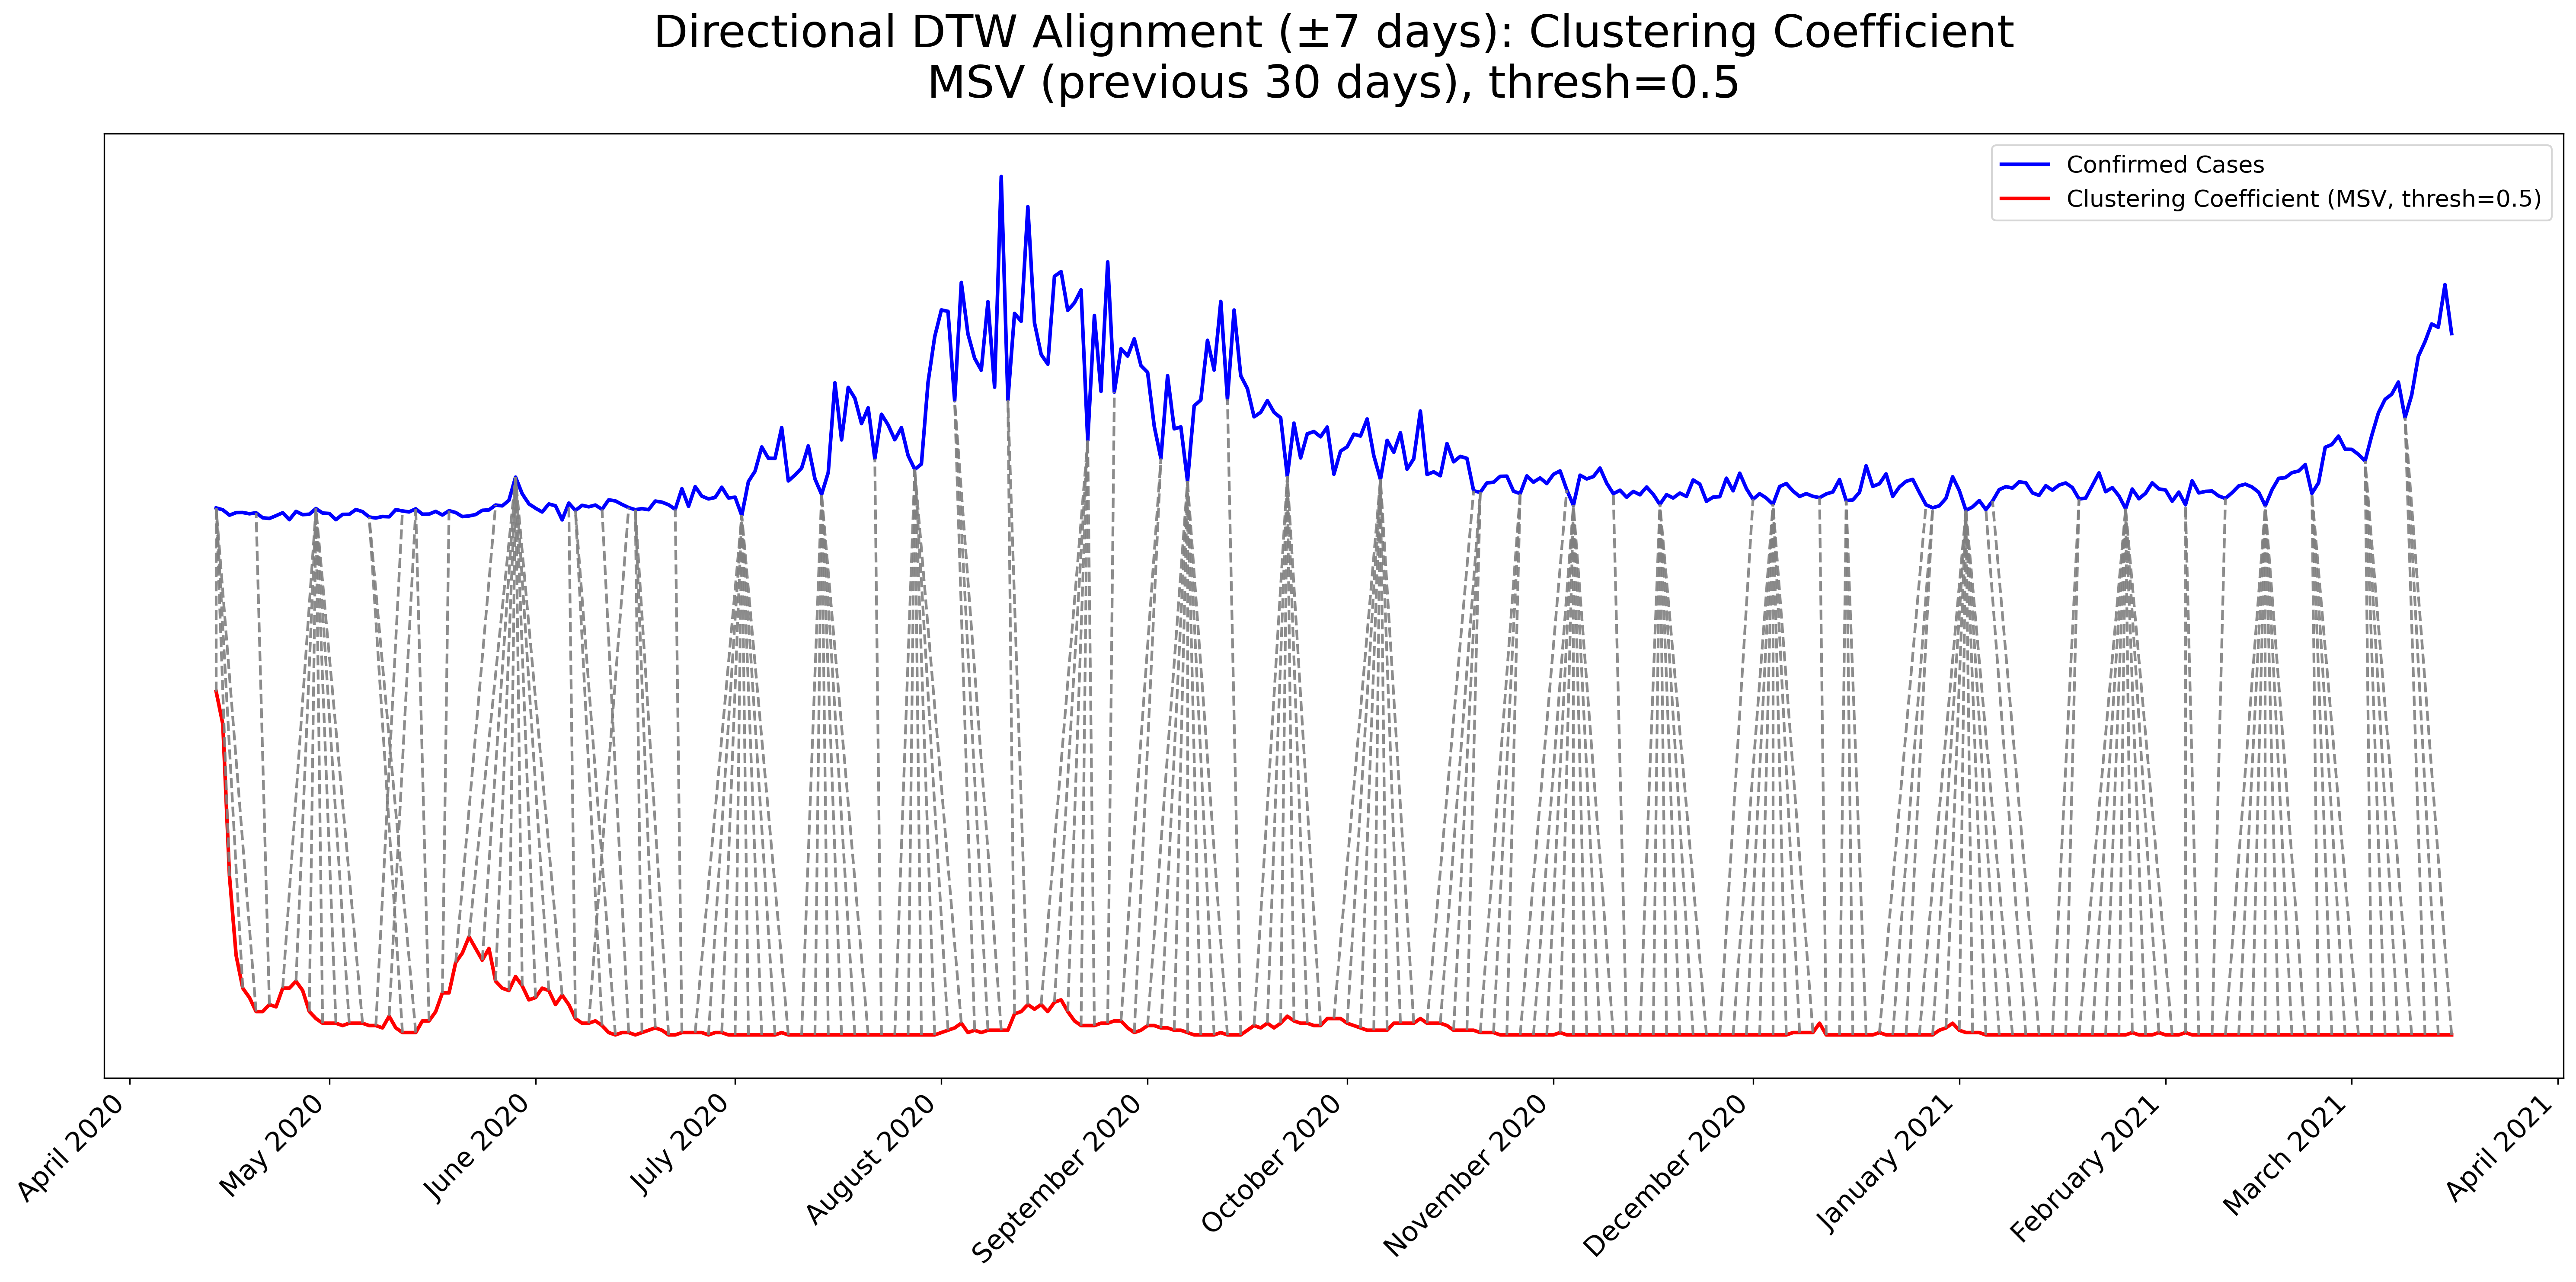 Directional DTW Alignment (±7 days): Clustering Coefficient
MSV (previous 30 days), thresh=0.5
Confirmed Cases
Clustering Coefficient (MSV, thresh=0.5)
April 2020
May 2020
June 2020
July 2020
August 2020
September 2020
October 2020
November 2020
December 2020
January 2021
February 2021
March 2021
April 2021